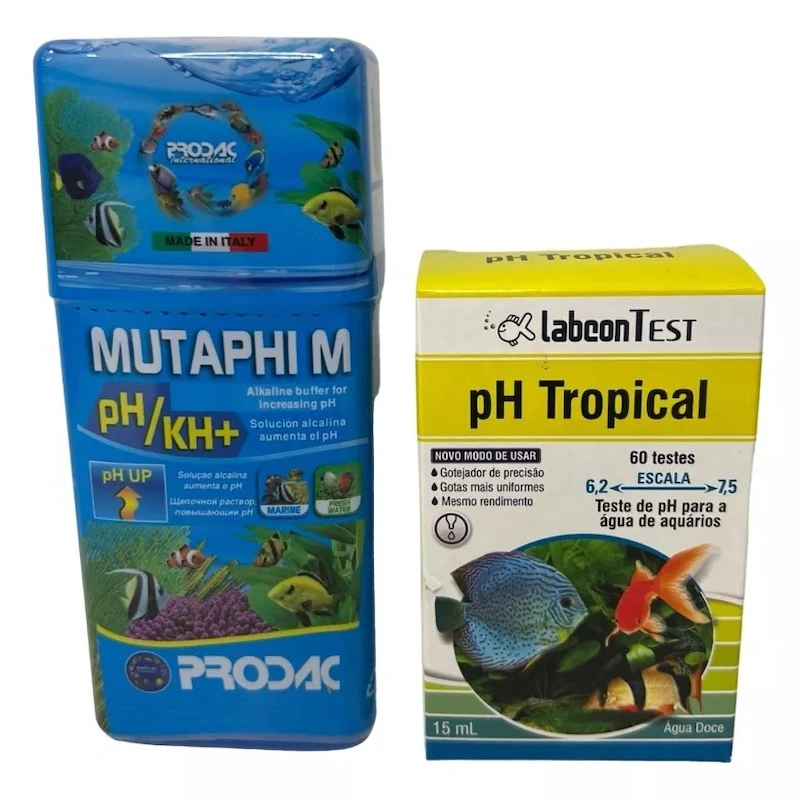 PRODAC
International
MADE IN ITALY
MUTAPHI M
pH/KH+
Alkaline buffer for
increasing pH
Solución alcalina
aumenta el pH
pH UP
Soluçao alcalina
aumenta o pH
Щелочной раствор,
повышающий pH
MARINE
FRESH
WATER
PRODAC
pH Tropical
labconTEST
pH Tropical
NOVO MODO DE USAR
Gotejador de precisão
Gotas mais uniformes
Mesmo rendimento
60 testes
ESCALA
6,2 7,5
Teste de pH para a
água de aquários
15 mL
Água Doce